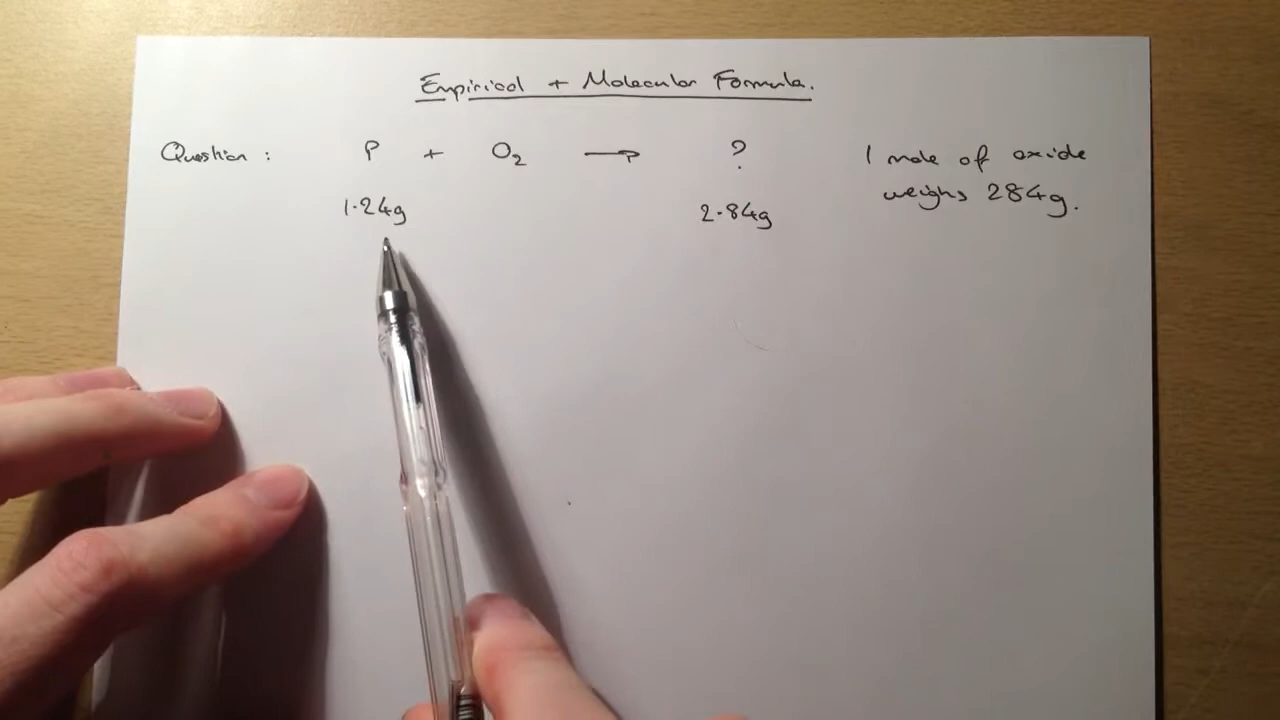 Empirical + Molecular Formula.
Question : P + O₂ → ? 1 mole of oxide
weighs 284g.
1.24g 2.84g